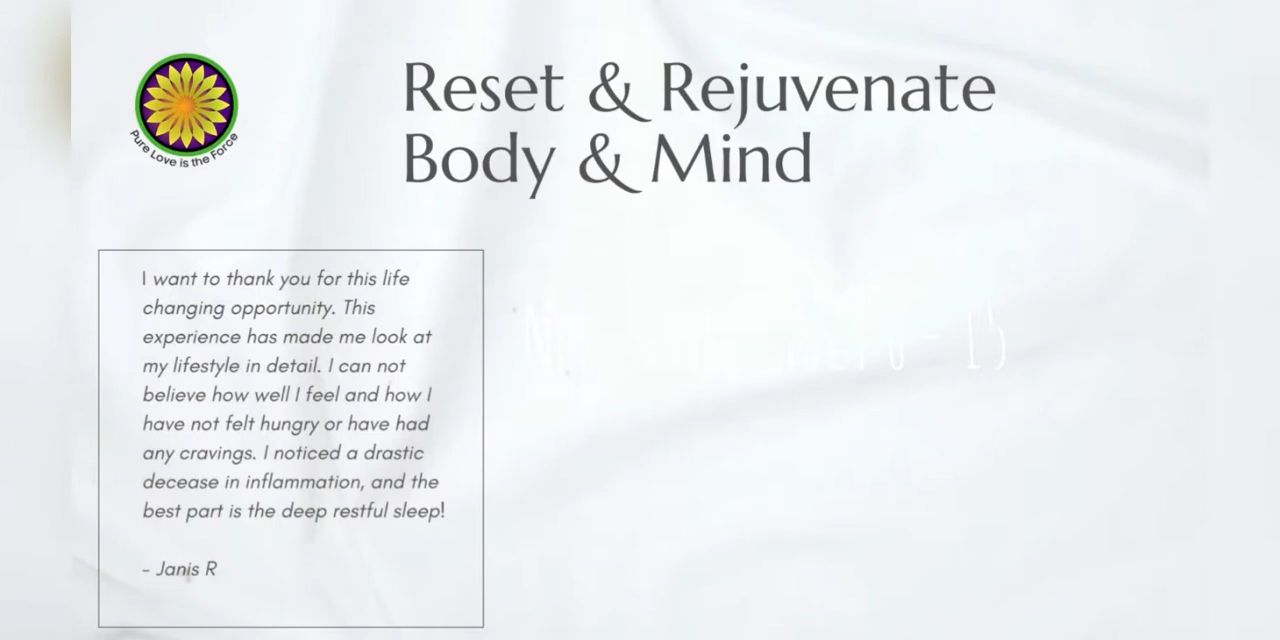 Reset & Rejuvenate
Body & Mind
Pure Love is the Force
I want to thank you for this life
changing opportunity. This
experience has made me look at
my lifestyle in detail. I can not
believe how well I feel and how I
have not felt hungry or have had
any cravings. I noticed a drastic
decease in inflammation, and the
best part is the deep restful sleep!
- Janis R